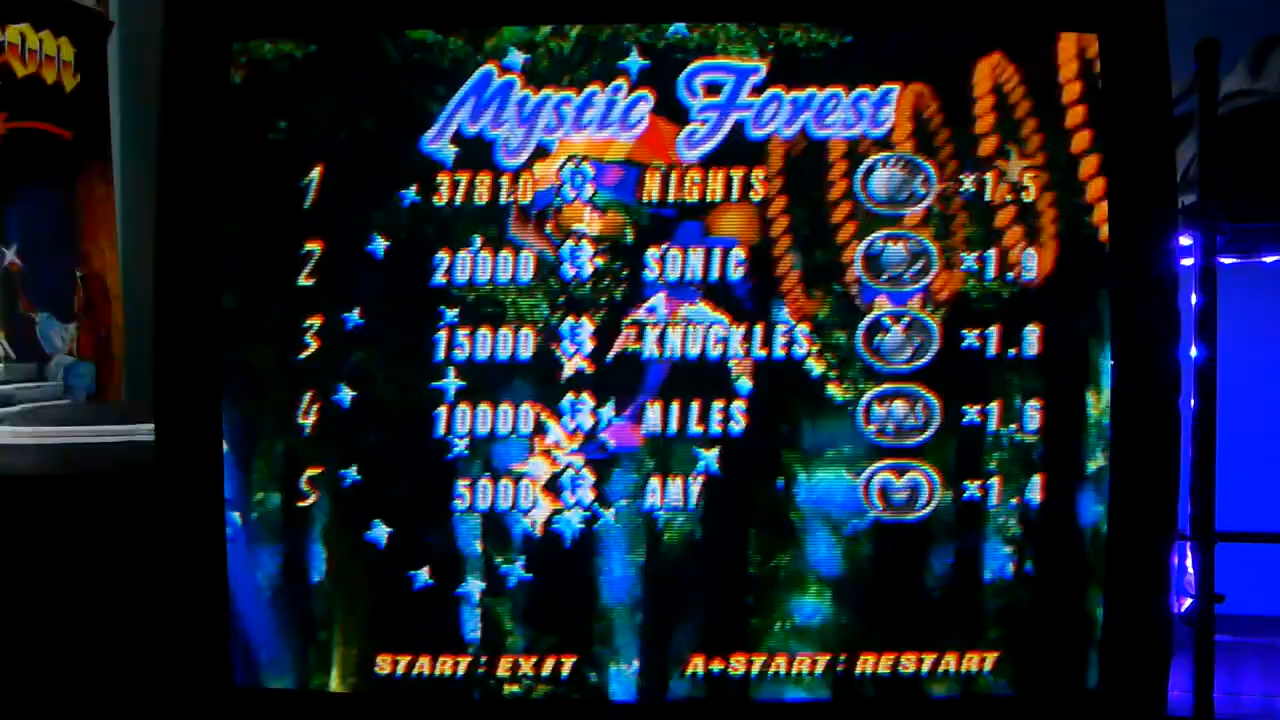 Mystic Forest
1 37810 NIGHTS ×1.5
2 20000 SONIC ×1.9
3 15000 KNUCKLES ×1.8
4 10000 MILES ×1.6
5 5000 AMY ×1.4
START: EXIT A+START: RESTART